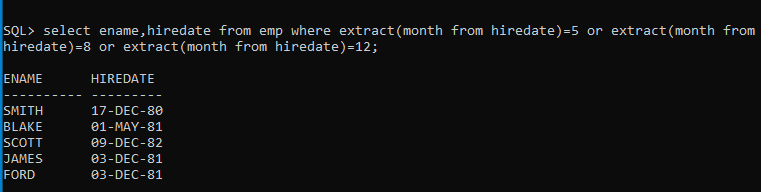 SQL> select ename,hiredate from emp where extract(month from hiredate)=5 or extract(month from
hiredate)=8 or extract(month from hiredate)=12;
ENAME      HIREDATE
---------- ---------
SMITH      17-DEC-80
BLAKE      01-MAY-81
SCOTT      09-DEC-82
JAMES      03-DEC-81
FORD       03-DEC-81